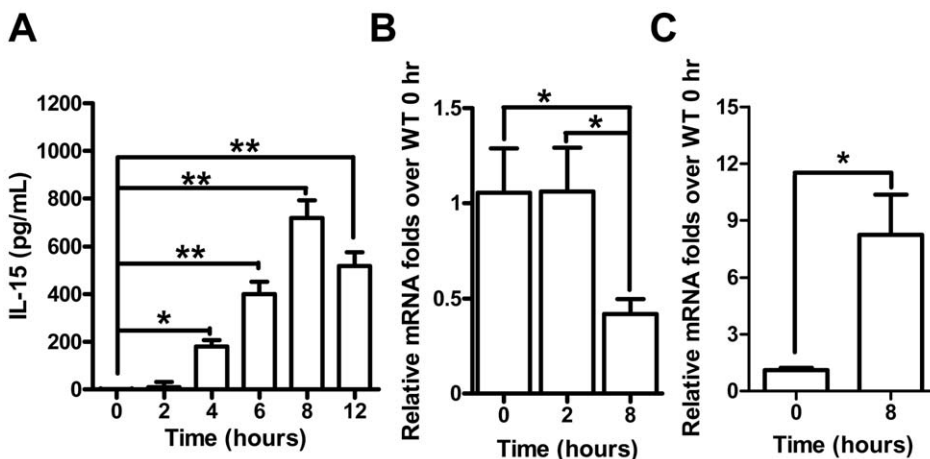 A
IL-15 (pg/mL)
1200
1000
800
600
400
200
0
**
**
**
*
0 2 4 6 8 12
Time (hours)
B
Relative mRNA folds over WT 0 hr
1.5
1
0.5
0
*
*
0 2 8
Time (hours)
C
Relative mRNA folds over WT 0 hr
15
12
9
6
3
0
*
0 8
Time (hours)